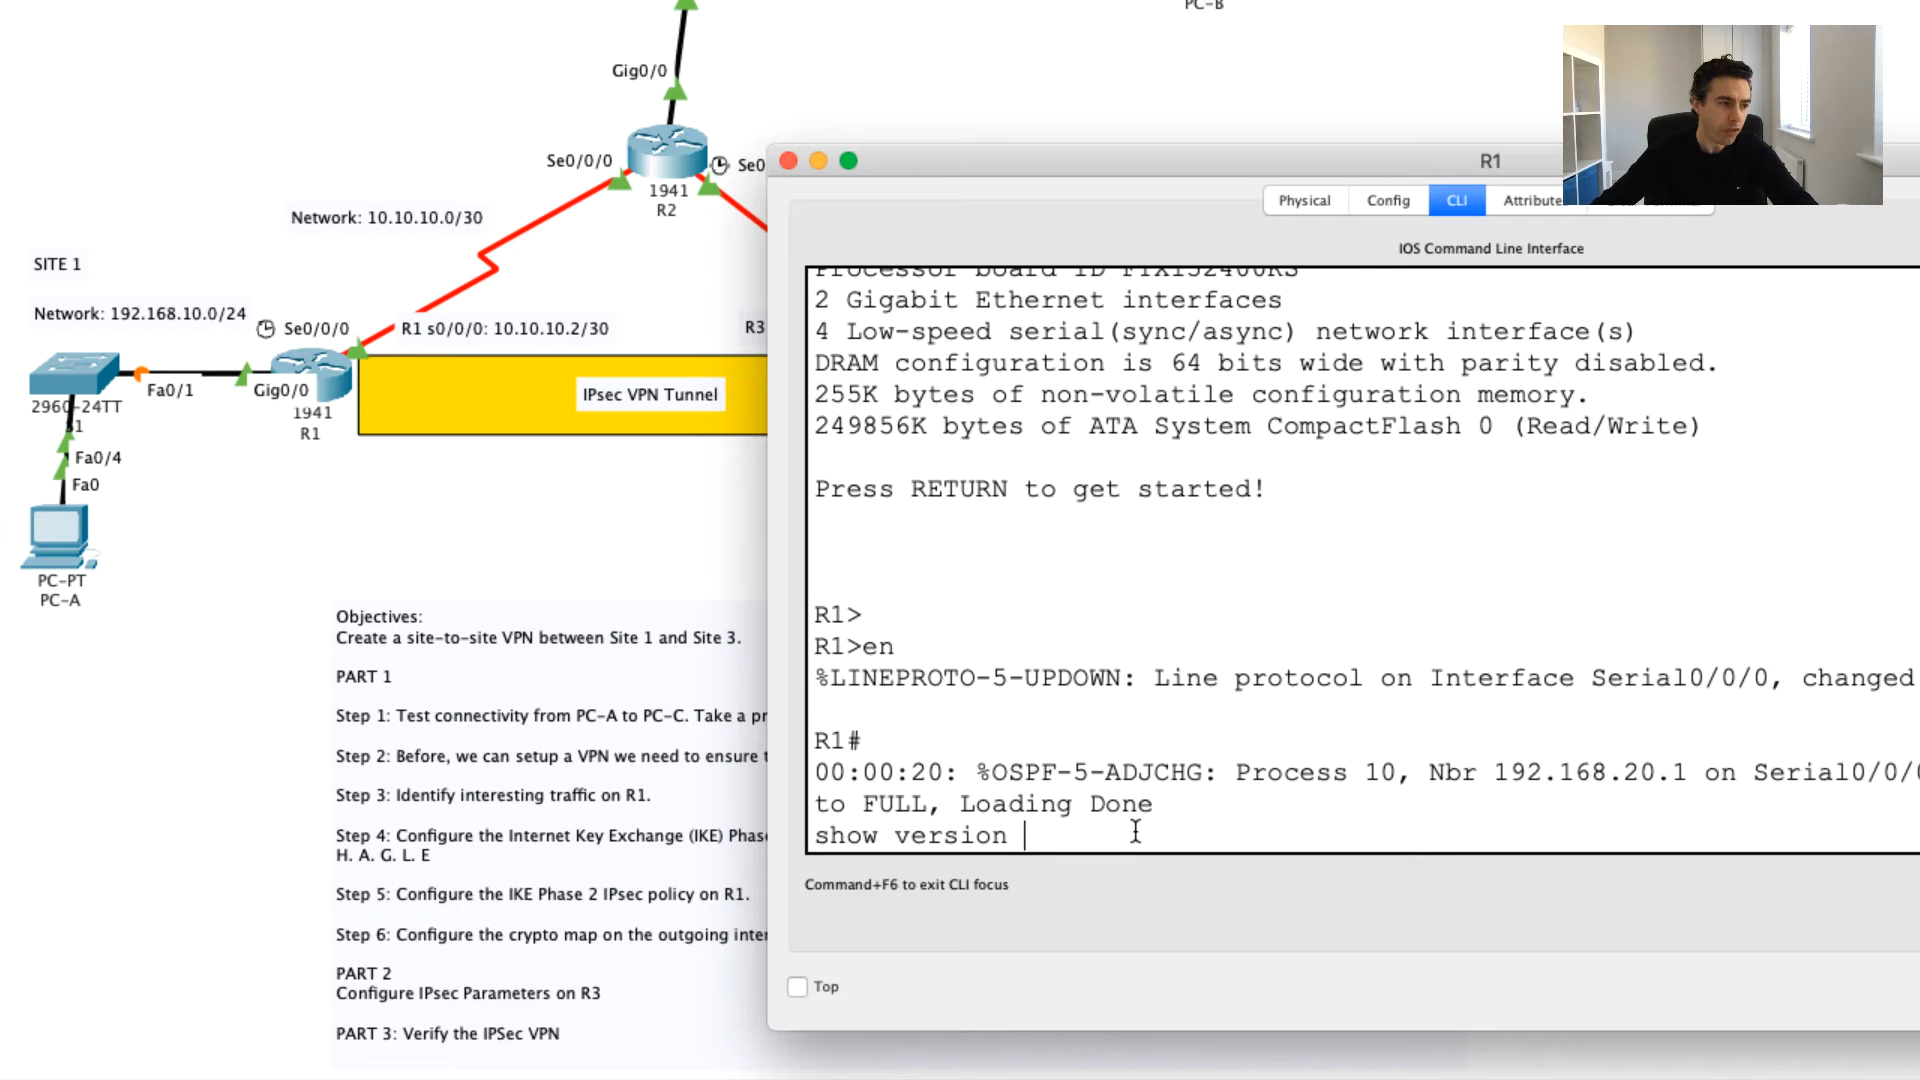 PC-B
Gig0/0
Se0/0/0
Se0
1941
R2
Network: 10.10.10.0/30
SITE 1
Network: 192.168.10.0/24
Se0/0/0
R1 s0/0/0: 10.10.10.2/30
R3
Fa0/1
Gig0/0
IPsec VPN Tunnel
2960-24TT
S1
1941
R1
Fa0/4
Fa0
PC-PT
PC-A
Objectives:
Create a site-to-site VPN between Site 1 and Site 3.
PART 1
Step 1: Test connectivity from PC-A to PC-C. Take a pr
Step 2: Before, we can setup a VPN we need to ensure t
Step 3: Identify interesting traffic on R1.
Step 4: Configure the Internet Key Exchange (IKE) Phase
H. A. G. L. E
Step 5: Configure the IKE Phase 2 IPsec policy on R1.
Step 6: Configure the crypto map on the outgoing inter
PART 2
Configure IPsec Parameters on R3
PART 3: Verify the IPSec VPN
R1
Physical
Config
CLI
Attribute
IOS Command Line Interface
Processor board ID
2 Gigabit Ethernet interfaces
4 Low-speed serial(sync/async) network interface(s)
DRAM configuration is 64 bits wide with parity disabled.
255K bytes of non-volatile configuration memory.
249856K bytes of ATA System CompactFlash 0 (Read/Write)
Press RETURN to get started!
R1>
R1>en
%LINEPROTO-5-UPDOWN: Line protocol on Interface Serial0/0/0, changed
R1#
00:00:20: %OSPF-5-ADJCHG: Process 10, Nbr 192.168.20.1 on Serial0/0/0
to FULL, Loading Done
show version
Command+F6 to exit CLI focus
Top